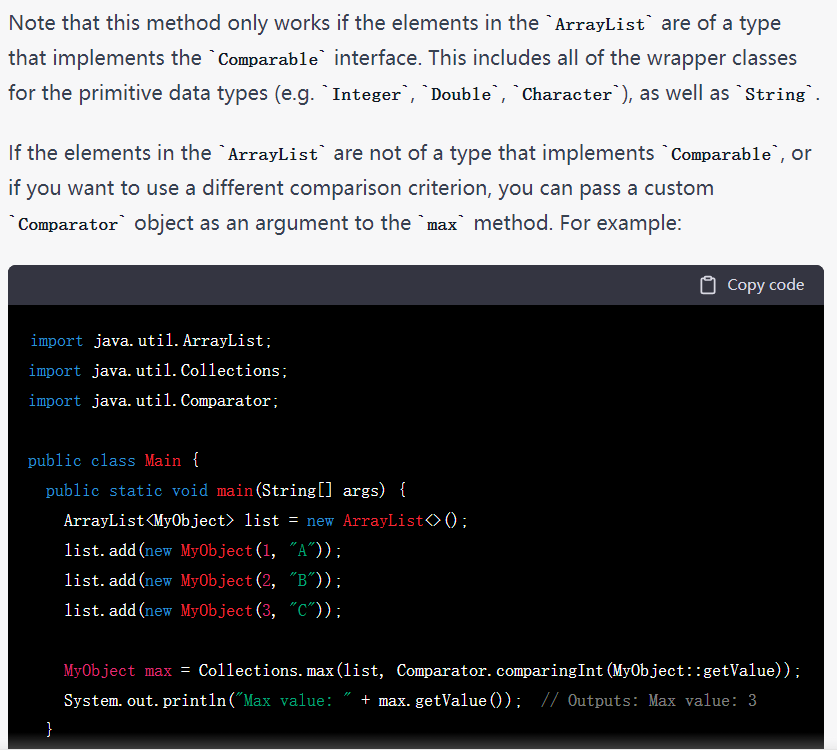 Note that this method only works if the elements in the `ArrayList` are of a type
that implements the `Comparable` interface. This includes all of the wrapper classes
for the primitive data types (e.g. `Integer`, `Double`, `Character`), as well as `String`.
If the elements in the `ArrayList` are not of a type that implements `Comparable`, or
if you want to use a different comparison criterion, you can pass a custom
`Comparator` object as an argument to the `max` method. For example:
Copy code
import java.util.ArrayList;
import java.util.Collections;
import java.util.Comparator;
public class Main {
public static void main(String[] args) {
ArrayList<MyObject> list = new ArrayList<>();
list.add(new MyObject(1, "A"));
list.add(new MyObject(2, "B"));
list.add(new MyObject(3, "C"));
MyObject max = Collections.max(list, Comparator.comparingInt(MyObject::getValue));
System.out.println("Max value: " + max.getValue());  // Outputs: Max value: 3
}